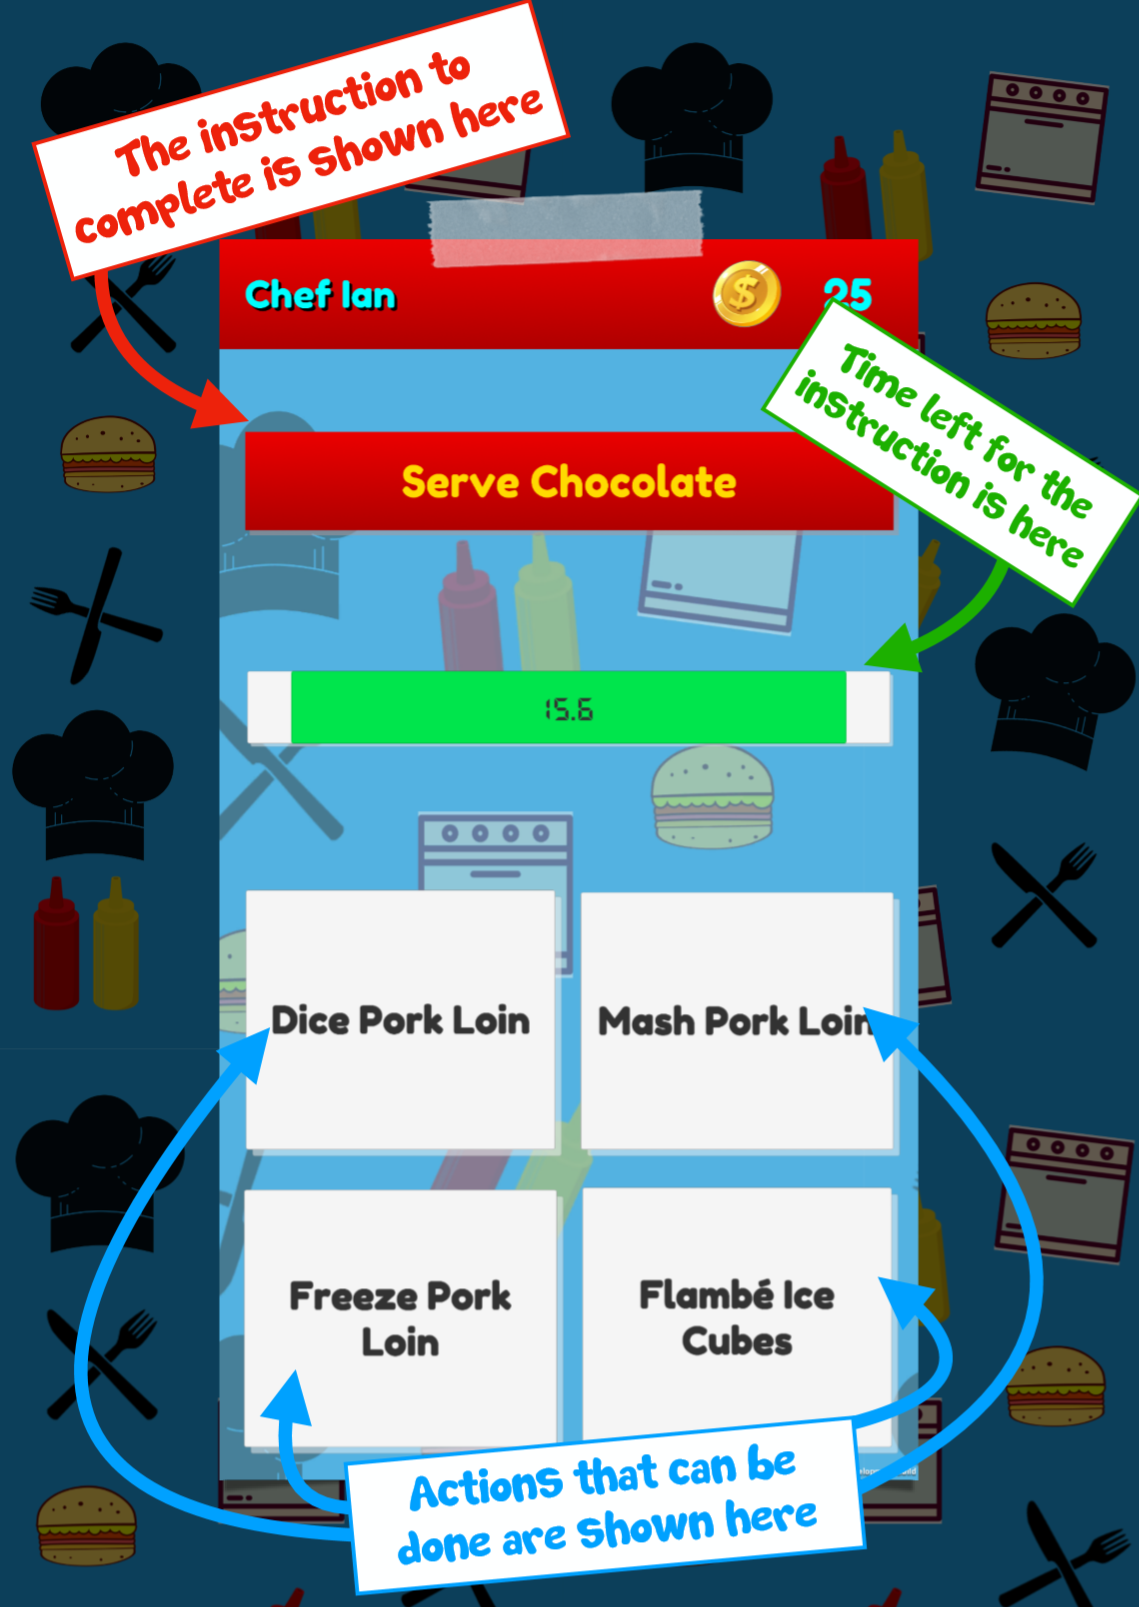 The instruction to
complete is shown here
Chef Ian
$ 25
Time left for the
instruction is here
Serve Chocolate
15.6
Dice Pork Loin
Mash Pork Loin
Freeze Pork
Loin
Flambé Ice
Cubes
Actions that can be
done are shown here